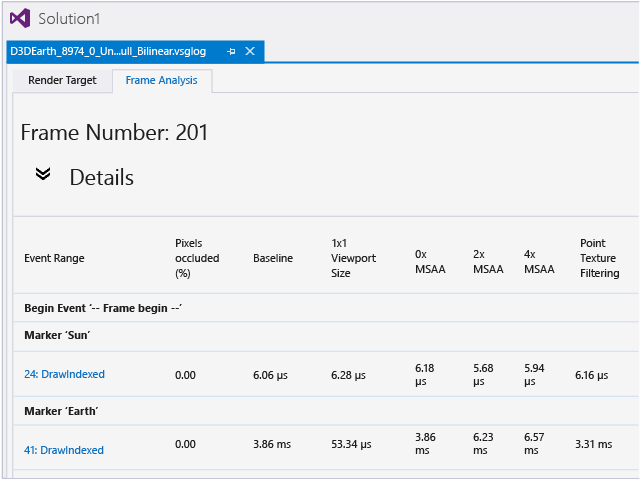 Solution1
D3DEarth_8974_0_Un...ull_Bilinear.vsglog
Render Target Frame Analysis
Frame Number: 201
Details
Event Range Pixels occluded (%) Baseline 1x1 Viewport Size 0x MSAA 2x MSAA 4x MSAA Point Texture Filtering
Begin Event ‘-- Frame begin --’
Marker ‘Sun’
24: DrawIndexed 0.00 6.06 µs 6.28 µs 6.18 µs 5.68 µs 5.94 µs 6.16 µs
Marker ‘Earth’
41: DrawIndexed 0.00 3.86 ms 53.34 µs 3.86 ms 6.23 ms 6.57 ms 3.31 ms